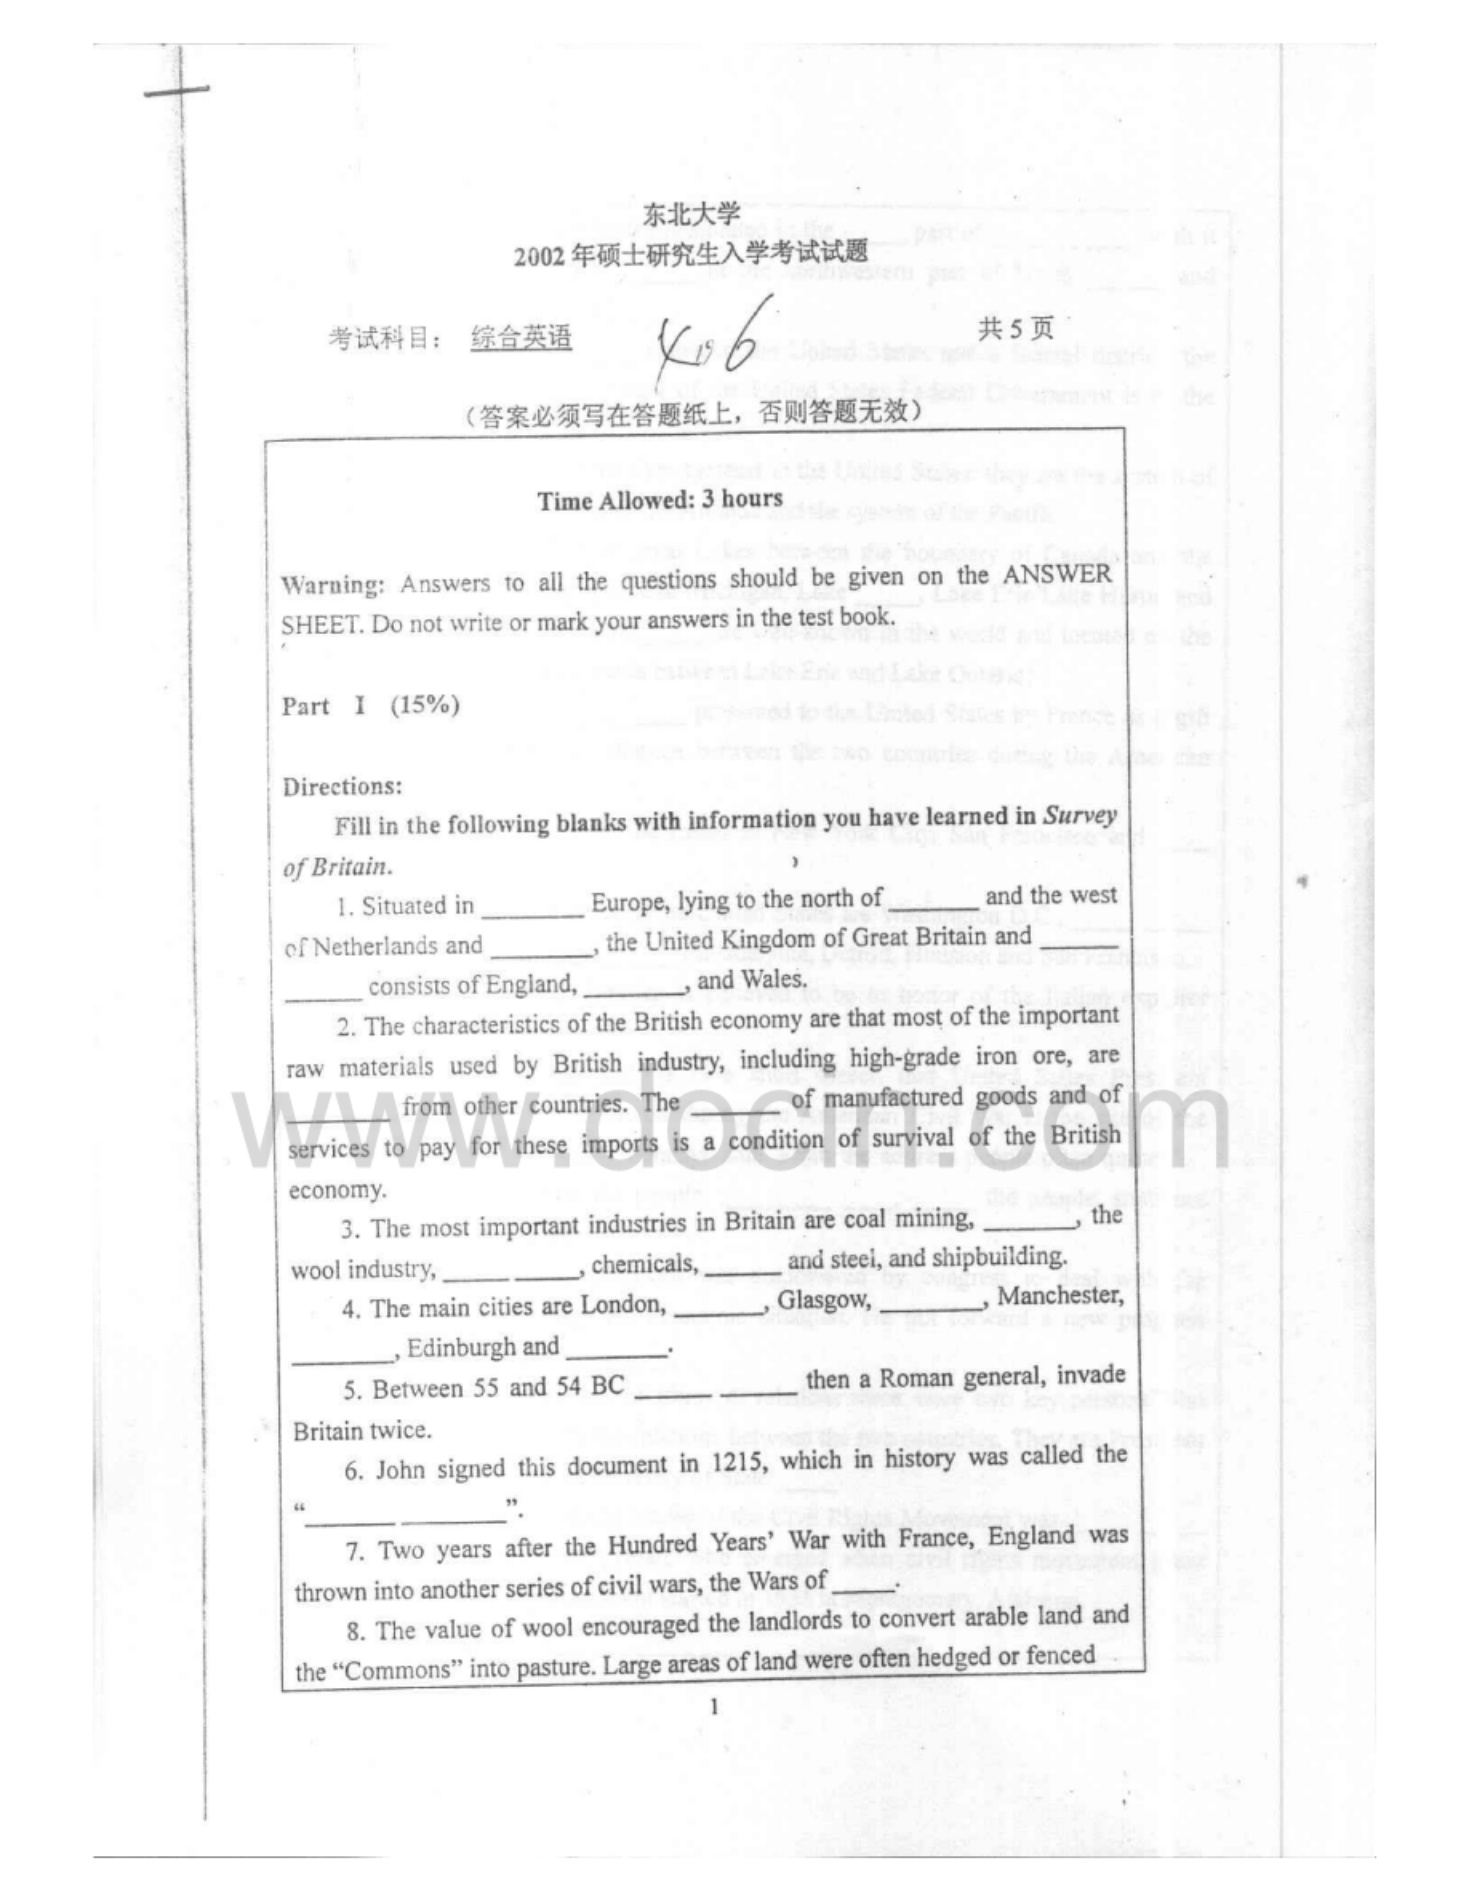 东北大学
2002 年硕士研究生入学考试试题
考试科目： 综合英语
共 5 页
（答案必须写在答题纸上，否则答题无效）
Time Allowed: 3 hours
Warning: Answers to all the questions should be given on the ANSWER
SHEET. Do not write or mark your answers in the test book.
Part I (15%)
Directions:
Fill in the following blanks with information you have learned in Survey
of Britain.
1. Situated in ________ Europe, lying to the north of _______ and the west
of Netherlands and ________, the United Kingdom of Great Britain and ______
______ consists of England, ________, and Wales.
2. The characteristics of the British economy are that most of the important
raw materials used by British industry, including high-grade iron ore, are
________ from other countries. The _______ of manufactured goods and of
services to pay for these imports is a condition of survival of the British
economy.
3. The most important industries in Britain are coal mining, _______, the
wool industry, _____ _____, chemicals, ______ and steel, and shipbuilding.
4. The main cities are London, _______, Glasgow, ________, Manchester,
________, Edinburgh and ________.
5. Between 55 and 54 BC ______ ______ then a Roman general, invade
Britain twice.
6. John signed this document in 1215, which in history was called the
“_______ ________”.
7. Two years after the Hundred Years’ War with France, England was
thrown into another series of civil wars, the Wars of _____.
8. The value of wool encouraged the landlords to convert arable land and
the “Commons” into pasture. Large areas of land were often hedged or fenced
1
www.docin.com